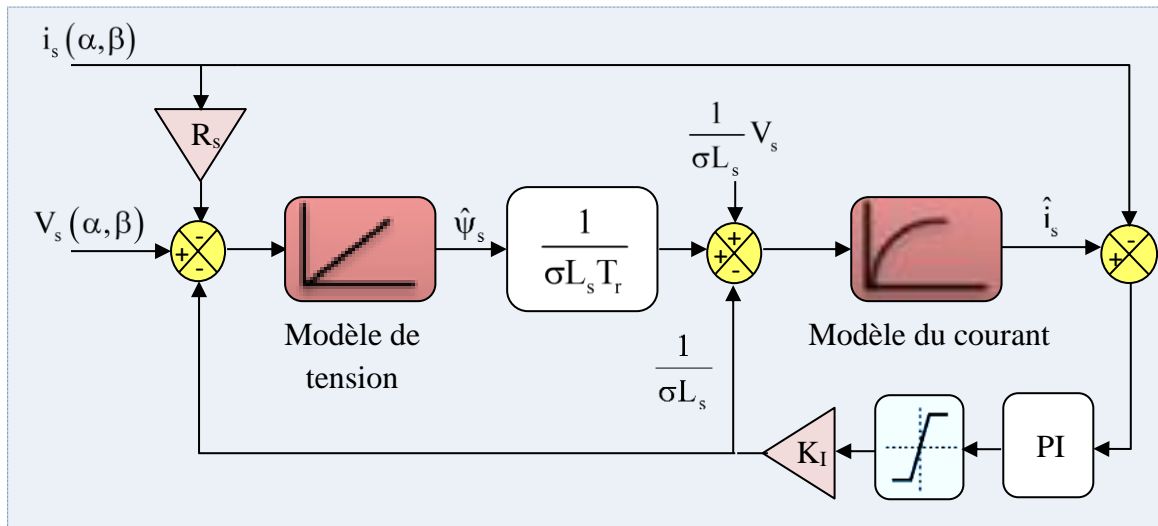 i_s (α,β)
R_s
1/(σL_s) V_s
V_s (α,β)
- + -
ψ̂_s
1/(σL_s T_r)
+ + -
î_s
- +
Modèle de
tension
Modèle du courant
1/(σL_s)
K_I
PI